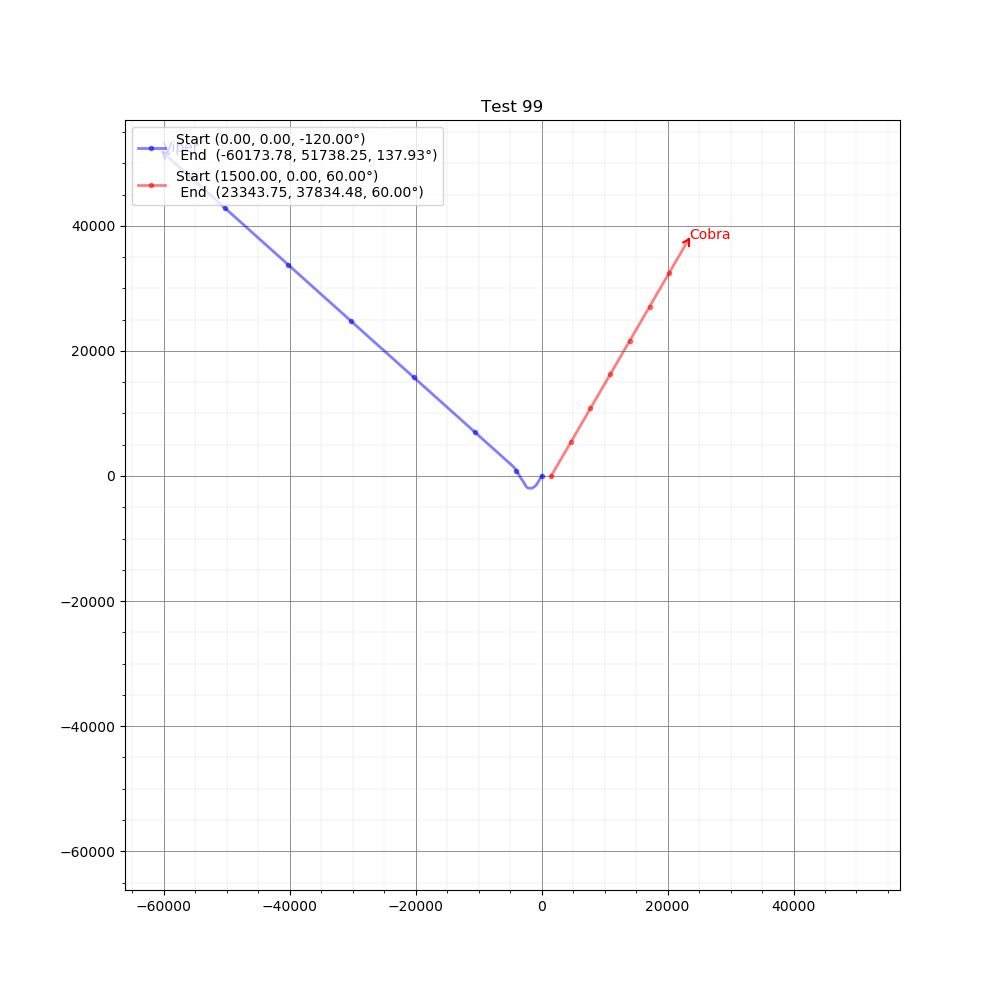 Test 99
Start (0.00, 0.00, -120.00°)
End (-60173.78, 51738.25, 137.93°)
Start (1500.00, 0.00, 60.00°)
End (23343.75, 37834.48, 60.00°)
Viper
Cobra
40000
20000
0
−20000
−40000
−60000
−60000 −40000 −20000 0 20000 40000